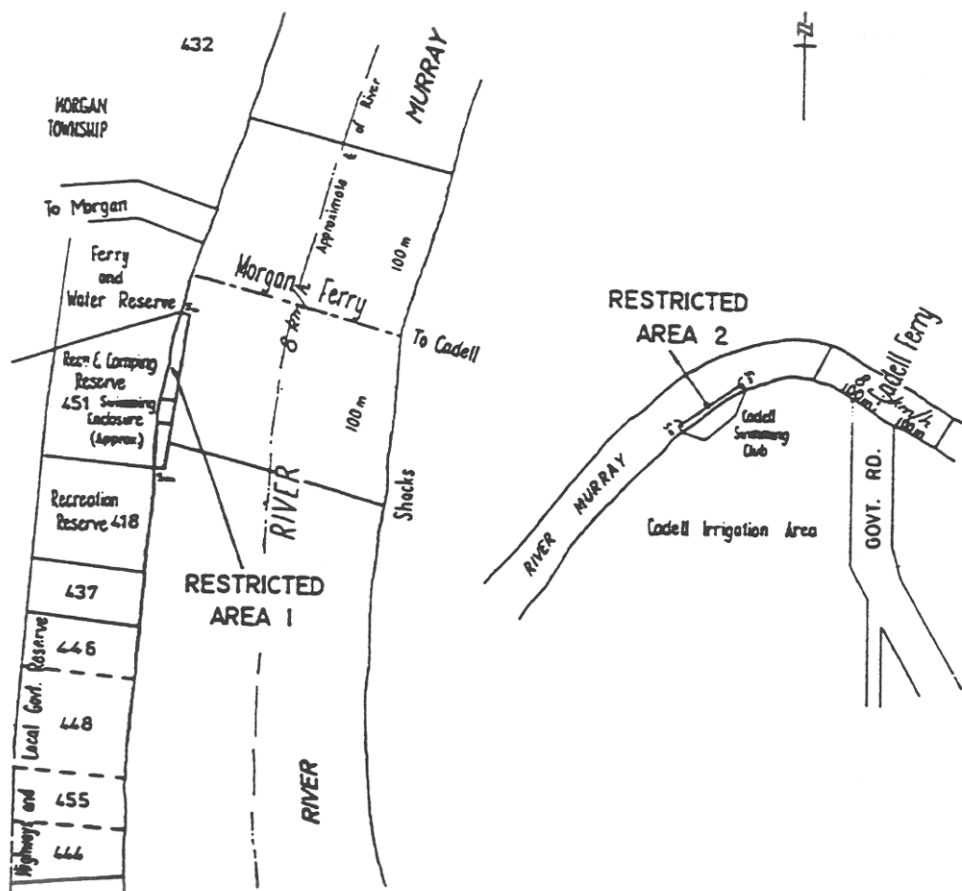 432
MORGAN
TOWNSHIP
To Morgan
Ferry
and
Water Reserve
Recn & Camping
Reserve
451 Swimming
Enclosure
(Approx.)
Recreation
Reserve 418
437
446
448
455
444
Local Govt. Reserve
Highways and
MURRAY
Approximate ℄ of River
100 m
Morgan Ferry
8 km/h
To Cadell
100 m
RIVER
Shacks
RESTRICTED
AREA 1
RIVER
N
RESTRICTED
AREA 2
Cadell Ferry
8 km/h
100m
100m
Cadell
Swimming
Club
RIVER MURRAY
Cadell Irrigation Area
GOVT. RD.